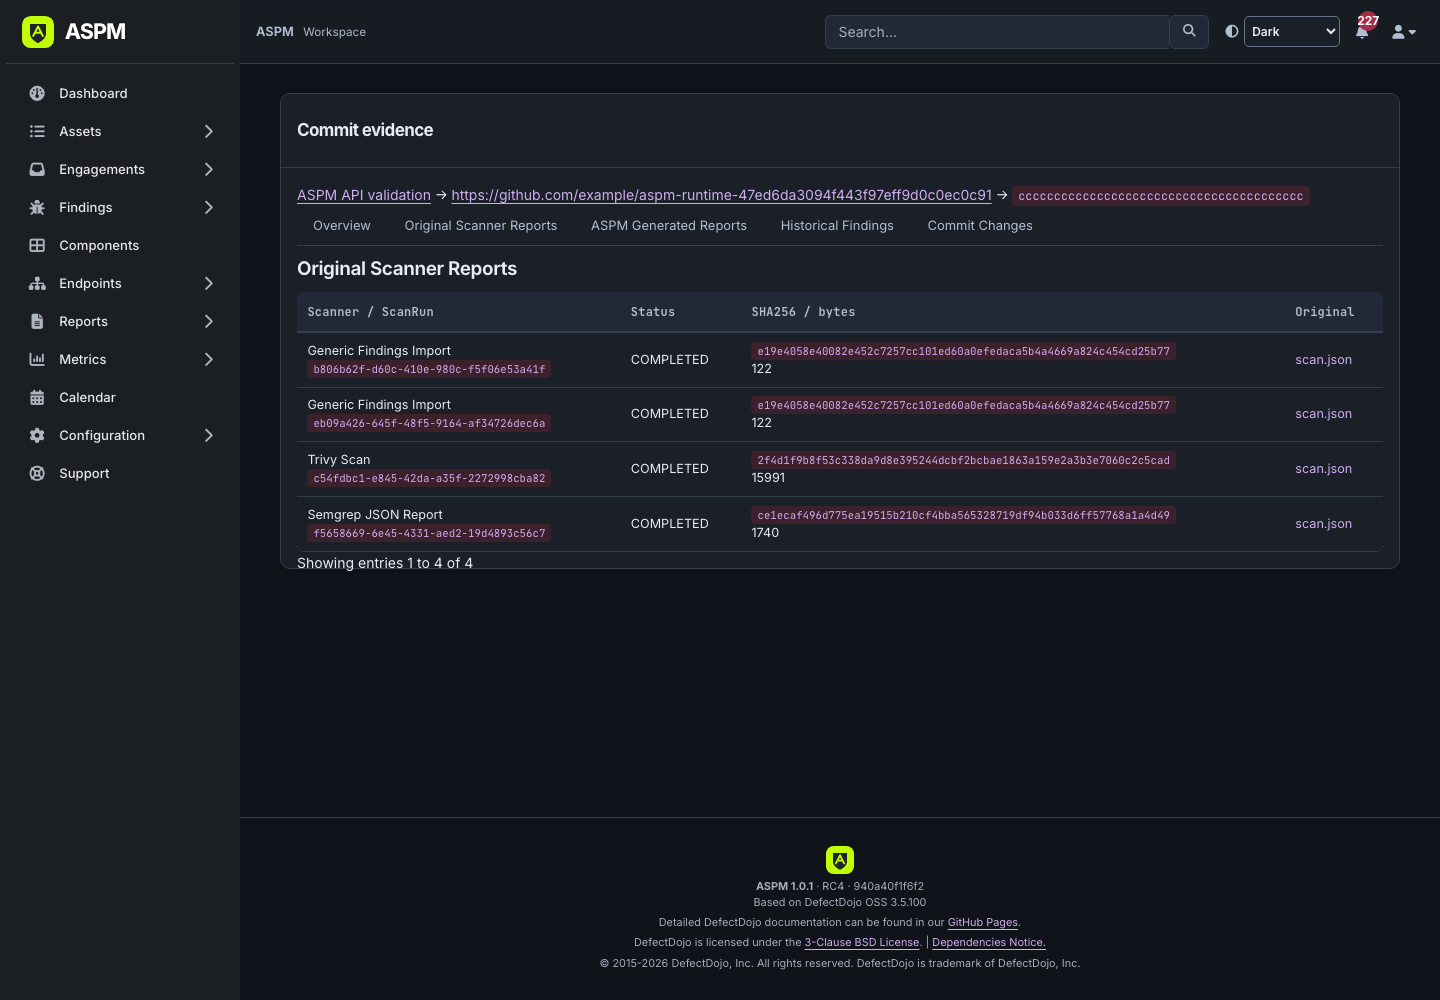 ASPM
ASPM Workspace
Search...
Dark
227
Dashboard
Assets
Engagements
Findings
Components
Endpoints
Reports
Metrics
Calendar
Configuration
Support
Commit evidence
ASPM API validation → https://github.com/example/aspm-runtime-47ed6da3094f443f97eff9d0c0ec0c91 → cccccccccccccccccccccccccccccccccccccccc
Overview Original Scanner Reports ASPM Generated Reports Historical Findings Commit Changes
Original Scanner Reports
Scanner / ScanRun Status SHA256 / bytes Original
Generic Findings Import
b806b62f-d60c-410e-980c-f5f06e53a41f
COMPLETED
e19e4058e40082e452c7257cc101ed60a0efedaca5b4a4669a824c454cd25b77
122
scan.json
Generic Findings Import
eb09a426-645f-48f5-9164-af34726dec6a
COMPLETED
e19e4058e40082e452c7257cc101ed60a0efedaca5b4a4669a824c454cd25b77
122
scan.json
Trivy Scan
c54fdbc1-e845-42da-a35f-2272998cba82
COMPLETED
2f4d1f9b8f53c338da9d8e395244dcbf2bcbae1863a159e2a3b3e7060c2c5cad
15991
scan.json
Semgrep JSON Report
f5658669-6e45-4331-aed2-19d4893c56c7
COMPLETED
ce1ecaf496d775ea19515b210cf4bba565328719df94b033d6ff57768a1a4d49
1740
scan.json
Showing entries 1 to 4 of 4
ASPM 1.0.1 · RC4 · 940a40f1f6f2
Based on DefectDojo OSS 3.5.100
Detailed DefectDojo documentation can be found in our GitHub Pages.
DefectDojo is licensed under the 3-Clause BSD License. | Dependencies Notice.
© 2015-2026 DefectDojo, Inc. All rights reserved. DefectDojo is trademark of DefectDojo, Inc.